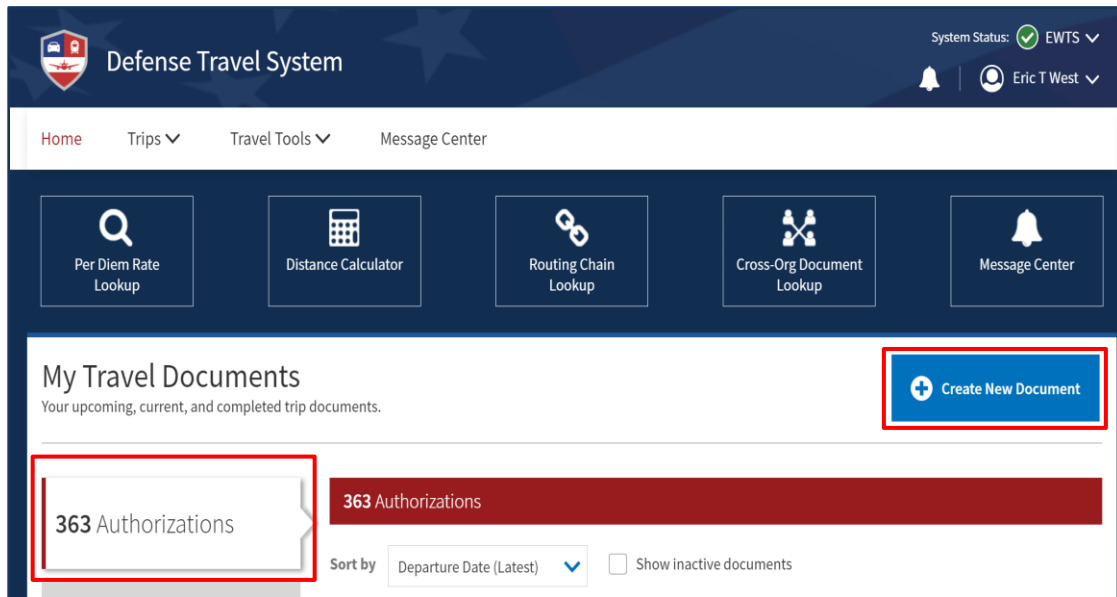 System Status: EWTS
Defense Travel System
Eric T West
Home Trips Travel Tools Message Center
Per Diem Rate
Lookup
Distance Calculator
Routing Chain
Lookup
Cross-Org Document
Lookup
Message Center
My Travel Documents
Your upcoming, current, and completed trip documents.
Create New Document
363 Authorizations
363 Authorizations
Sort by Departure Date (Latest) Show inactive documents